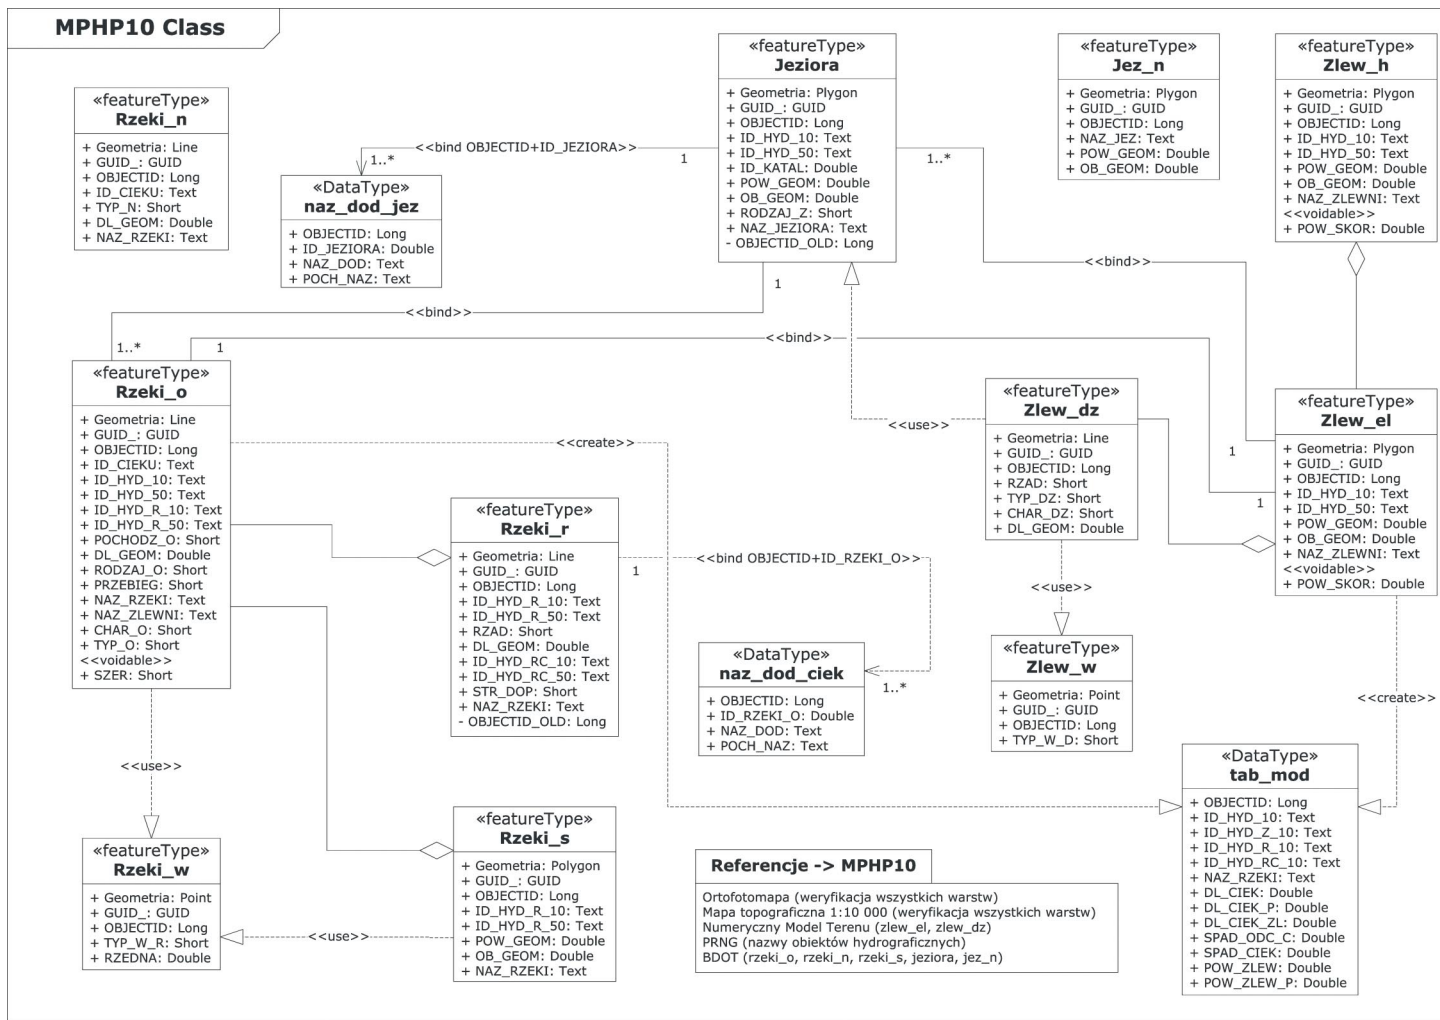 MPHP10 Class
«featureType»
Rzeki_n
+ Geometria: Line
+ GUID_: GUID
+ OBJECTID: Long
+ ID_CIEKU: Text
+ TYP_N: Short
+ DL_GEOM: Double
+ NAZ_RZEKI: Text
<<bind OBJECTID+ID_JEZIORA>>
1..*
1
«DataType»
naz_dod_jez
+ OBJECTID: Long
+ ID_JEZIORA: Double
+ NAZ_DOD: Text
+ POCH_NAZ: Text
«featureType»
Jeziora
+ Geometria: Plygon
+ GUID_: GUID
+ OBJECTID: Long
+ ID_HYD_10: Text
+ ID_HYD_50: Text
+ ID_KATAL: Double
+ POW_GEOM: Double
+ OB_GEOM: Double
+ RODZAJ_Z: Short
+ NAZ_JEZIORA: Text
- OBJECTID_OLD: Long
1..*
«featureType»
Jez_n
+ Geometria: Plygon
+ GUID_: GUID
+ OBJECTID: Long
+ NAZ_JEZ: Text
+ POW_GEOM: Double
+ OB_GEOM: Double
«featureType»
Zlew_h
+ Geometria: Plygon
+ GUID_: GUID
+ OBJECTID: Long
+ ID_HYD_10: Text
+ ID_HYD_50: Text
+ POW_GEOM: Double
+ OB_GEOM: Double
+ NAZ_ZLEWNI: Text
<<voidable>>
+ POW_SKOR: Double
<<bind>>
1
<<bind>>
1..*
1
<<bind>>
«featureType»
Rzeki_o
+ Geometria: Line
+ GUID_: GUID
+ OBJECTID: Long
+ ID_CIEKU: Text
+ ID_HYD_10: Text
+ ID_HYD_50: Text
+ ID_HYD_R_10: Text
+ ID_HYD_R_50: Text
+ POCHODZ_O: Short
+ DL_GEOM: Double
+ RODZAJ_O: Short
+ PRZEBIEG: Short
+ NAZ_RZEKI: Text
+ NAZ_ZLEWNI: Text
+ CHAR_O: Short
+ TYP_O: Short
<<voidable>>
+ SZER: Short
<<create>>
<<use>>
«featureType»
Zlew_dz
+ Geometria: Line
+ GUID_: GUID
+ OBJECTID: Long
+ RZAD: Short
+ TYP_DZ: Short
+ CHAR_DZ: Short
+ DL_GEOM: Double
1
1
«featureType»
Zlew_el
+ Geometria: Plygon
+ GUID_: GUID
+ OBJECTID: Long
+ ID_HYD_10: Text
+ ID_HYD_50: Text
+ POW_GEOM: Double
+ OB_GEOM: Double
+ NAZ_ZLEWNI: Text
<<voidable>>
+ POW_SKOR: Double
«featureType»
Rzeki_r
+ Geometria: Line
+ GUID_: GUID
+ OBJECTID: Long
+ ID_HYD_R_10: Text
+ ID_HYD_R_50: Text
+ RZAD: Short
+ DL_GEOM: Double
+ ID_HYD_RC_10: Text
+ ID_HYD_RC_50: Text
+ STR_DOP: Short
+ NAZ_RZEKI: Text
- OBJECTID_OLD: Long
1
<<bind OBJECTID+ID_RZEKI_O>>
1..*
«DataType»
naz_dod_ciek
+ OBJECTID: Long
+ ID_RZEKI_O: Double
+ NAZ_DOD: Text
+ POCH_NAZ: Text
<<use>>
«featureType»
Zlew_w
+ Geometria: Point
+ GUID_: GUID
+ OBJECTID: Long
+ TYP_W_D: Short
<<create>>
«DataType»
tab_mod
+ OBJECTID: Long
+ ID_HYD_10: Text
+ ID_HYD_Z_10: Text
+ ID_HYD_R_10: Text
+ ID_HYD_RC_10: Text
+ NAZ_RZEKI: Text
+ DL_CIEK: Double
+ DL_CIEK_P: Double
+ DL_CIEK_ZL: Double
+ SPAD_ODC_C: Double
+ SPAD_CIEK: Double
+ POW_ZLEW: Double
+ POW_ZLEW_P: Double
<<use>>
«featureType»
Rzeki_w
+ Geometria: Point
+ GUID_: GUID
+ OBJECTID: Long
+ TYP_W_R: Short
+ RZEDNA: Double
<<use>>
«featureType»
Rzeki_s
+ Geometria: Polygon
+ GUID_: GUID
+ OBJECTID: Long
+ ID_HYD_R_10: Text
+ ID_HYD_R_50: Text
+ POW_GEOM: Double
+ OB_GEOM: Double
+ NAZ_RZEKI: Text
Referencje -> MPHP10
Ortofotomapa (weryfikacja wszystkich warstw)
Mapa topograficzna 1:10 000 (weryfikacja wszystkich warstw)
Numeryczny Model Terenu (zlew_el, zlew_dz)
PRNG (nazwy obiektów hydrograficznych)
BDOT (rzeki_o, rzeki_n, rzeki_s, jeziora, jez_n)